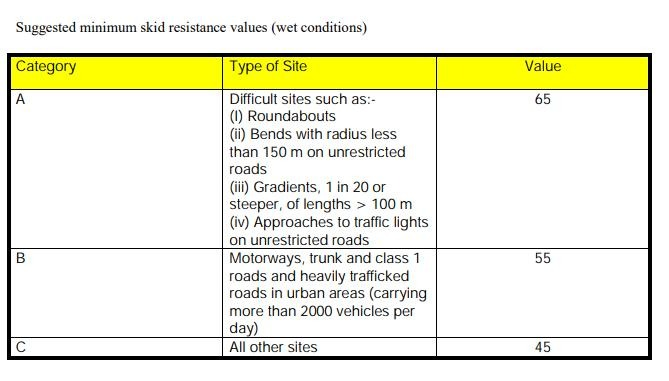 Suggested minimum skid resistance values (wet conditions)
Category Type of Site Value
A Difficult sites such as:- 65
(I) Roundabouts
(ii) Bends with radius less
than 150 m on unrestricted
roads
(iii) Gradients, 1 in 20 or
steeper, of lengths > 100 m
(iv) Approaches to traffic lights
on unrestricted roads
B Motorways, trunk and class 1 55
roads and heavily trafficked
roads in urban areas (carrying
more than 2000 vehicles per
day)
C All other sites 45